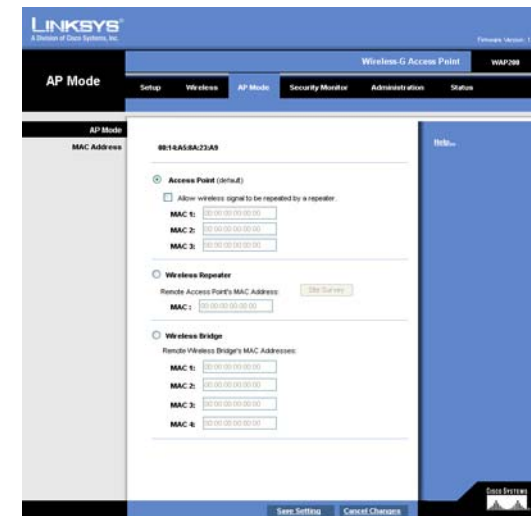 LINKSYS®
A Division of Cisco Systems, Inc.
Firmware Version: 1
Wireless-G Access Point WAP200
AP Mode
Setup Wireless AP Mode Security Monitor Administration Status
AP Mode
MAC Address
00:14:A5:8A:23:A9
Help...
Access Point (default)
Allow wireless signal to be repeated by a repeater.
MAC 1: 00:00:00:00:00:00
MAC 2: 00:00:00:00:00:00
MAC 3: 00:00:00:00:00:00
Wireless Repeater
Remote Access Point's MAC Address: Site Survey
MAC: 00:00:00:00:00:00
Wireless Bridge
Remote Wireless Bridge's MAC Addresses:
MAC 1: 00:00:00:00:00:00
MAC 2: 00:00:00:00:00:00
MAC 3: 00:00:00:00:00:00
MAC 4: 00:00:00:00:00:00
Save Setting Cancel Changes
CISCO SYSTEMS